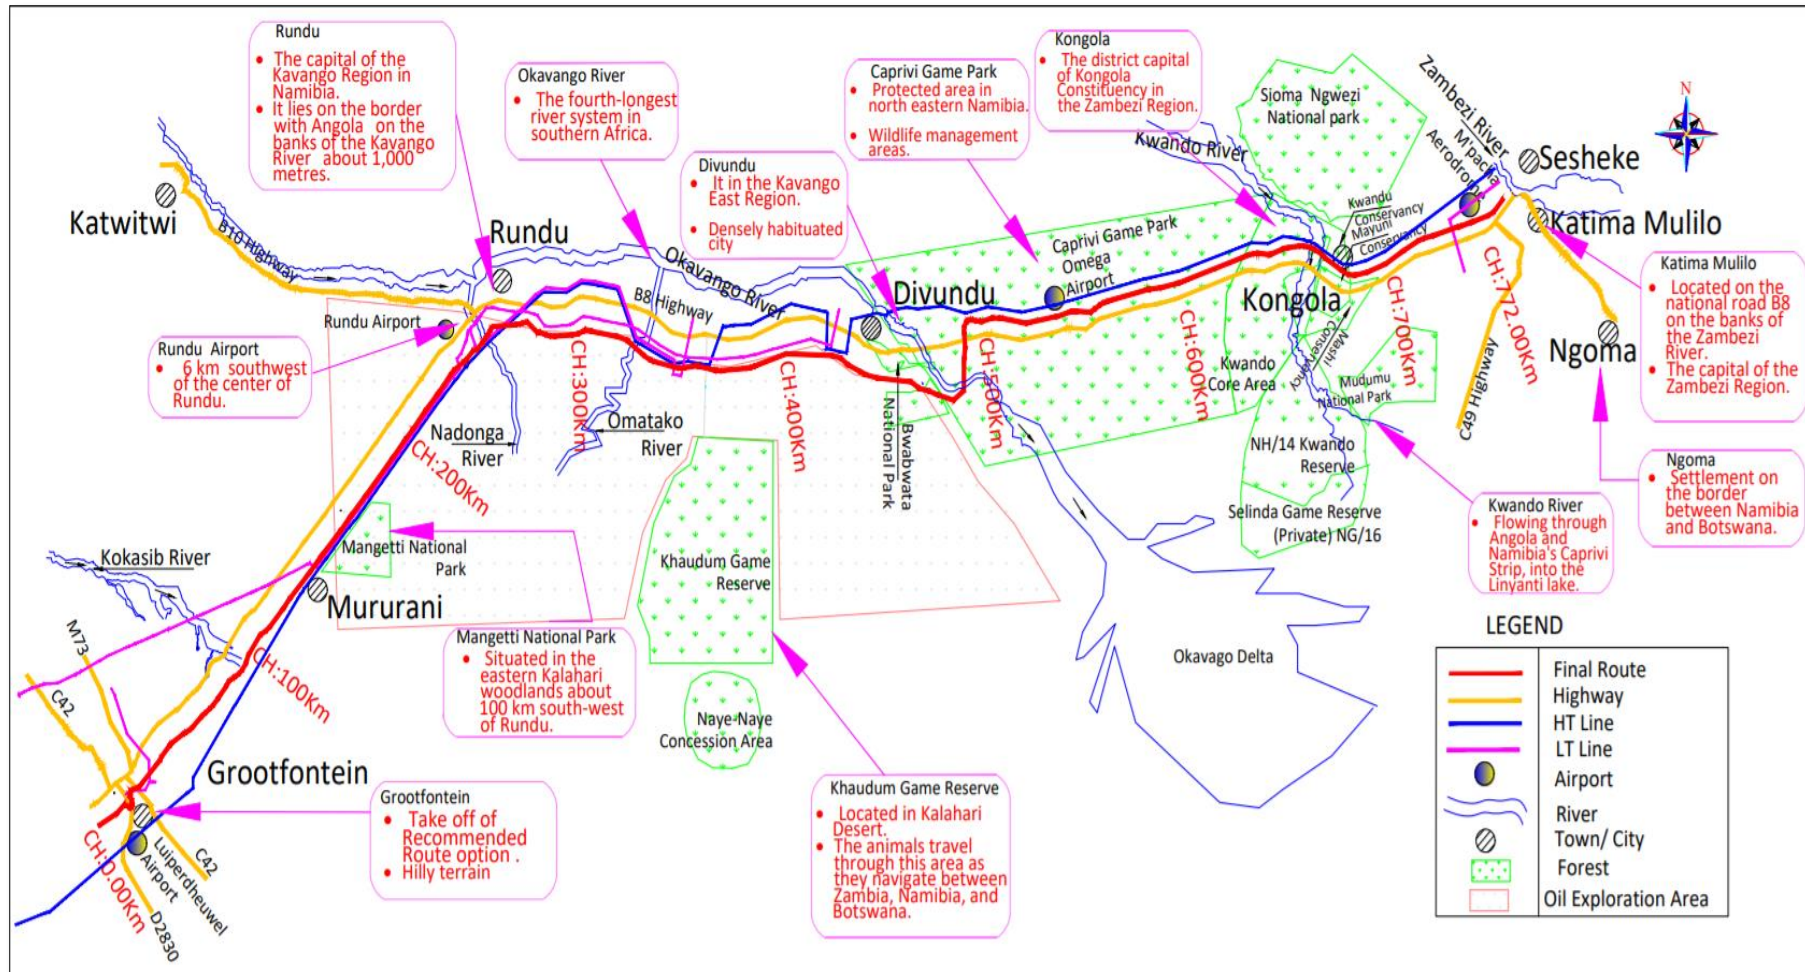 Rundu
• The capital of the
Kavango Region in
Namibia.
• It lies on the border
with Angola on the
banks of the Kavango
River about 1,000
metres.
Okavango River
• The fourth-longest
river system in
southern Africa.
Divundu
• It in the Kavango
East Region.
• Densely habituated
city
Caprivi Game Park
• Protected area in
north eastern Namibia.
• Wildlife management
areas.
Kongola
• The district capital
of Kongola
Constituency in
the Zambezi Region.
Sioma Ngwezi
National park
Zambezi River
M'pacha
Aerodrome
N
Sesheke
Katima Mulilo
Kwando River
Kwandu
Conservancy
Mayuni
Conservancy
Katwitwi
B10 Highway
Rundu
Okavango River
B8 Highway
Divundu
Caprivi Game Park
Omega
Airport
Kongola
Rundu Airport
Rundu Airport
• 6 km southwest
of the center of
Rundu.
Nadonga
River
Omatako
River
CH:200Km
CH:300Km
CH:400Km
CH:500Km
CH:600Km
CH:700Km
CH:772.00Km
Bwabwata
National Park
Kwando
Core Area
Mashi
Conservancy
Mudumu
National Park
C49 Highway
Ngoma
Katima Mulilo
• Located on the
national road B8
on the banks of
the Zambezi
River.
• The capital of the
Zambezi Region.
NH/14 Kwando
Reserve
Selinda Game Reserve
(Private) NG/16
Kwando River
• Flowing through
Angola and
Namibia's Caprivi
Strip, into the
Linyanti lake.
Ngoma
• Settlement on
the border
between Namibia
and Botswana.
Kokasib River
Mangetti National
Park
Mururani
Khaudum Game
Reserve
M73
C42
CH:100Km
Mangetti National Park
• Situated in the
eastern Kalahari
woodlands about
100 km south-west
of Rundu.
Naye-Naye
Concession Area
Okavago Delta
Grootfontein
Grootfontein
• Take off of
Recommended
Route option .
• Hilly terrain
Khaudum Game Reserve
• Located in Kalahari
Desert.
• The animals travel
through this area as
they navigate between
Zambia, Namibia, and
Botswana.
CH:0.00Km
Airport
Luiperdheuwel
C42
D2830
LEGEND
Final Route
Highway
HT Line
LT Line
Airport
River
Town/ City
Forest
Oil Exploration Area